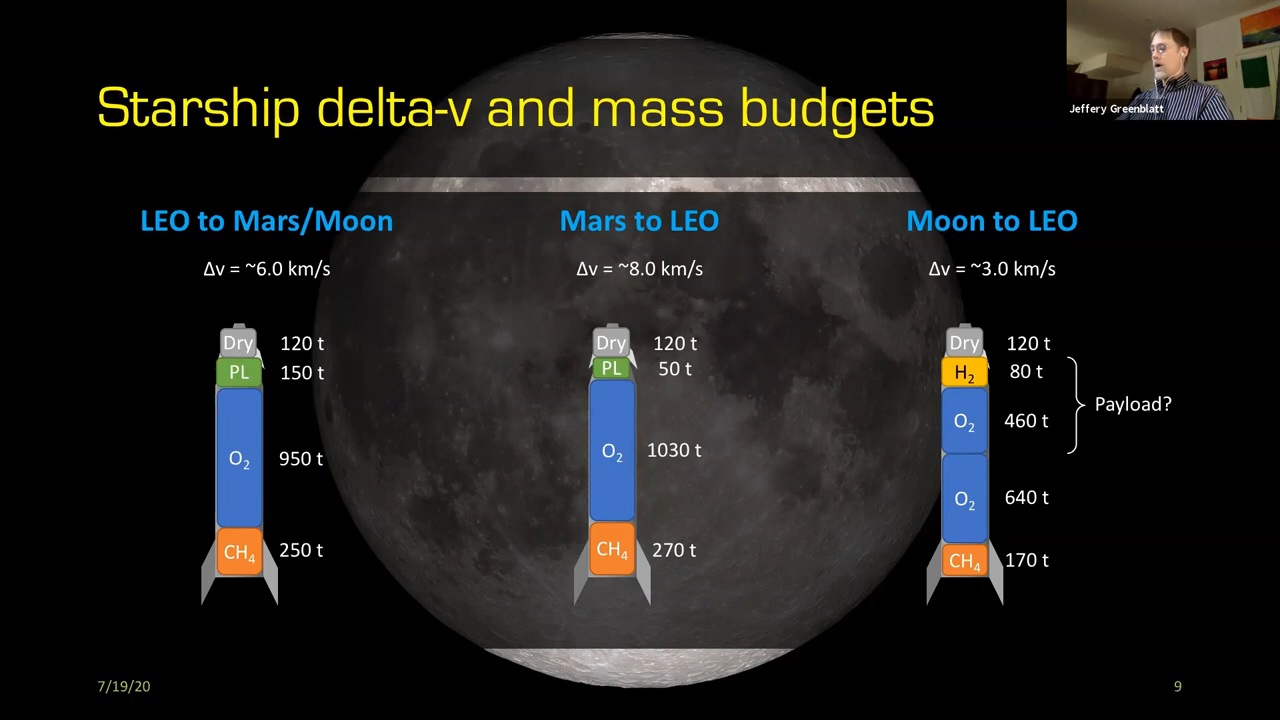 Jeffery Greenblatt
Starship delta-v and mass budgets
LEO to Mars/Moon
Δv = ~6.0 km/s
Dry 120 t
PL 150 t
O₂ 950 t
CH₄ 250 t
Mars to LEO
Δv = ~8.0 km/s
Dry 120 t
PL 50 t
O₂ 1030 t
CH₄ 270 t
Moon to LEO
Δv = ~3.0 km/s
Dry 120 t
H₂ 80 t
O₂ 460 t
Payload?
O₂ 640 t
CH₄ 170 t
7/19/20
9